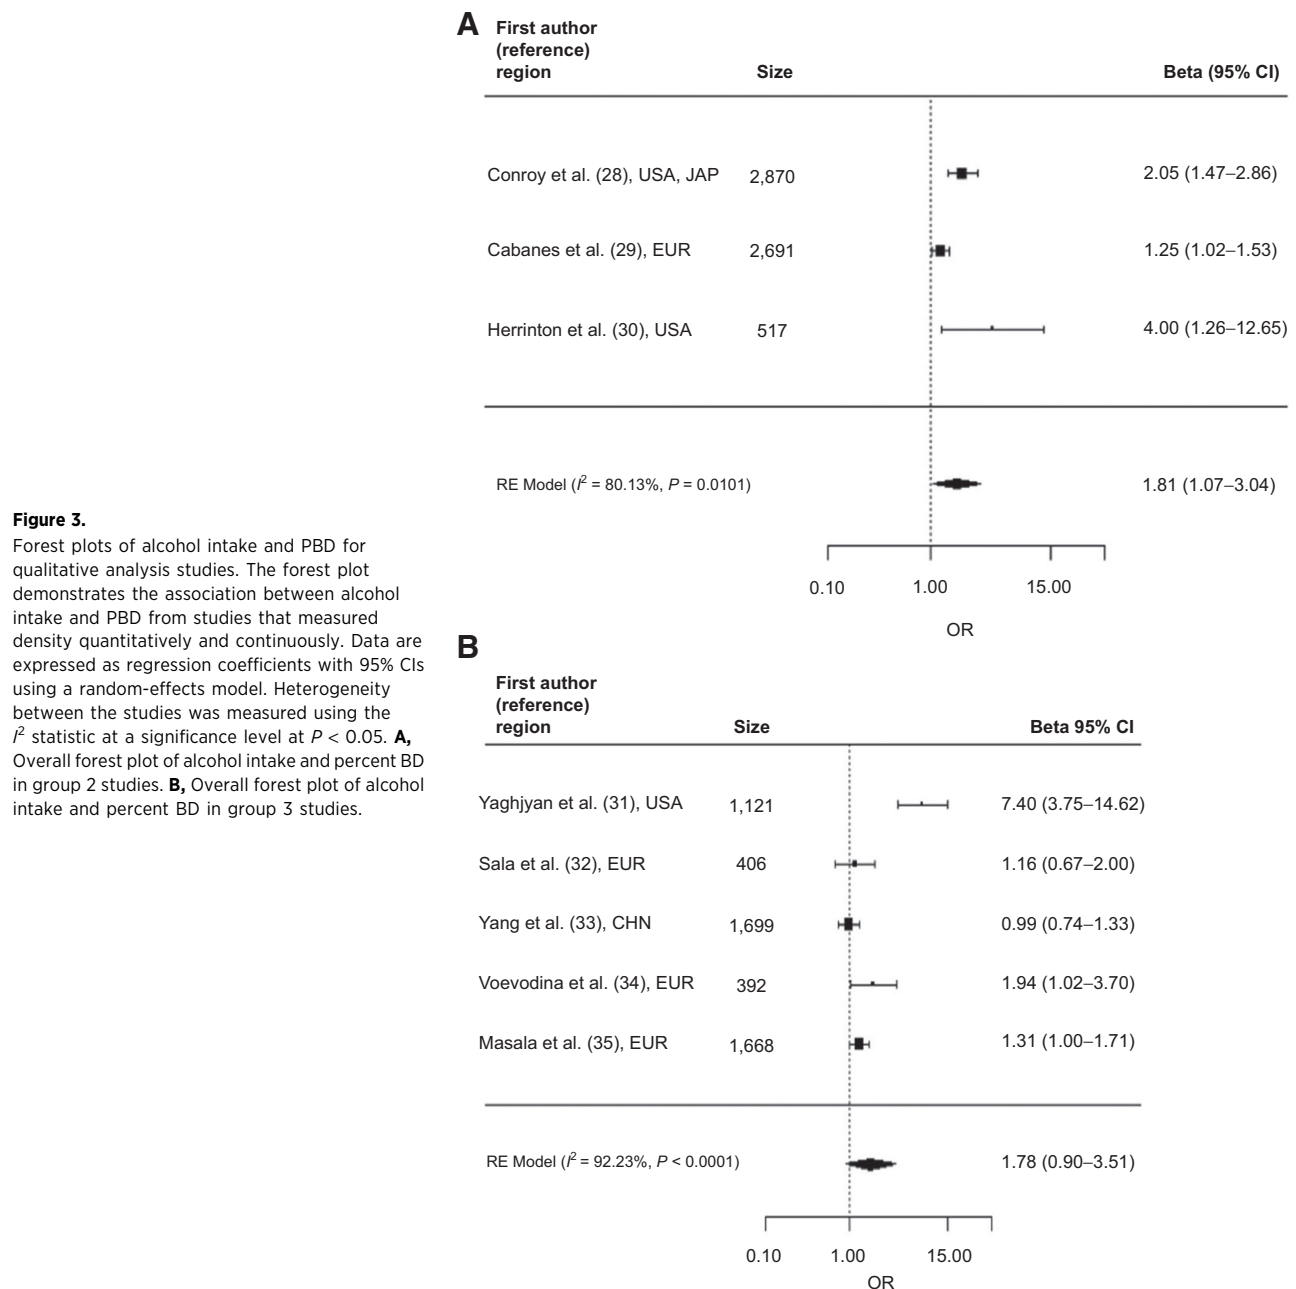 A
First author
(reference)
region Size Beta (95% CI)
Conroy et al. (28), USA, JAP 2,870 2.05 (1.47–2.86)
Cabanes et al. (29), EUR 2,691 1.25 (1.02–1.53)
Herrinton et al. (30), USA 517 4.00 (1.26–12.65)
RE Model (I² = 80.13%, P = 0.0101) 1.81 (1.07–3.04)
0.10 1.00 15.00
OR
Figure 3.
Forest plots of alcohol intake and PBD for
qualitative analysis studies. The forest plot
demonstrates the association between alcohol
intake and PBD from studies that measured
density quantitatively and continuously. Data are
expressed as regression coefficients with 95% CIs
using a random-effects model. Heterogeneity
between the studies was measured using the
I² statistic at a significance level at P < 0.05. A,
Overall forest plot of alcohol intake and percent BD
in group 2 studies. B, Overall forest plot of alcohol
intake and percent BD in group 3 studies.
B
First author
(reference)
region Size Beta 95% CI
Yaghjyan et al. (31), USA 1,121 7.40 (3.75–14.62)
Sala et al. (32), EUR 406 1.16 (0.67–2.00)
Yang et al. (33), CHN 1,699 0.99 (0.74–1.33)
Voevodina et al. (34), EUR 392 1.94 (1.02–3.70)
Masala et al. (35), EUR 1,668 1.31 (1.00–1.71)
RE Model (I² = 92.23%, P < 0.0001) 1.78 (0.90–3.51)
0.10 1.00 15.00
OR